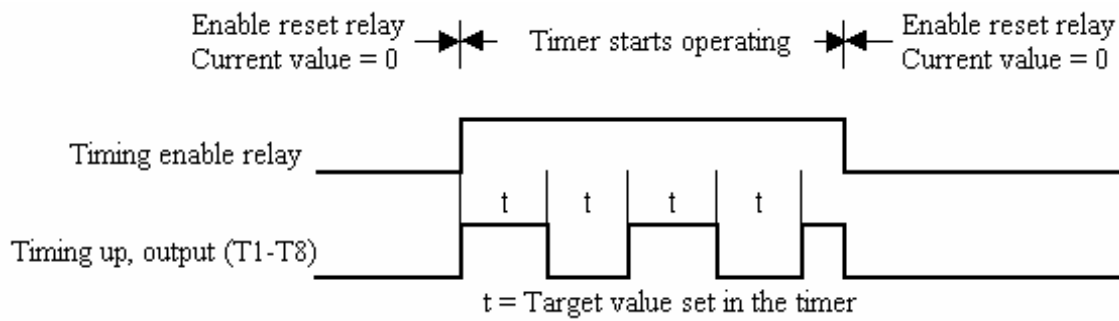 Enable reset relay
Current value = 0
Timer starts operating
Enable reset relay
Current value = 0
Timing enable relay
t
t
t
t
Timing up, output (T1-T8)
t = Target value set in the timer